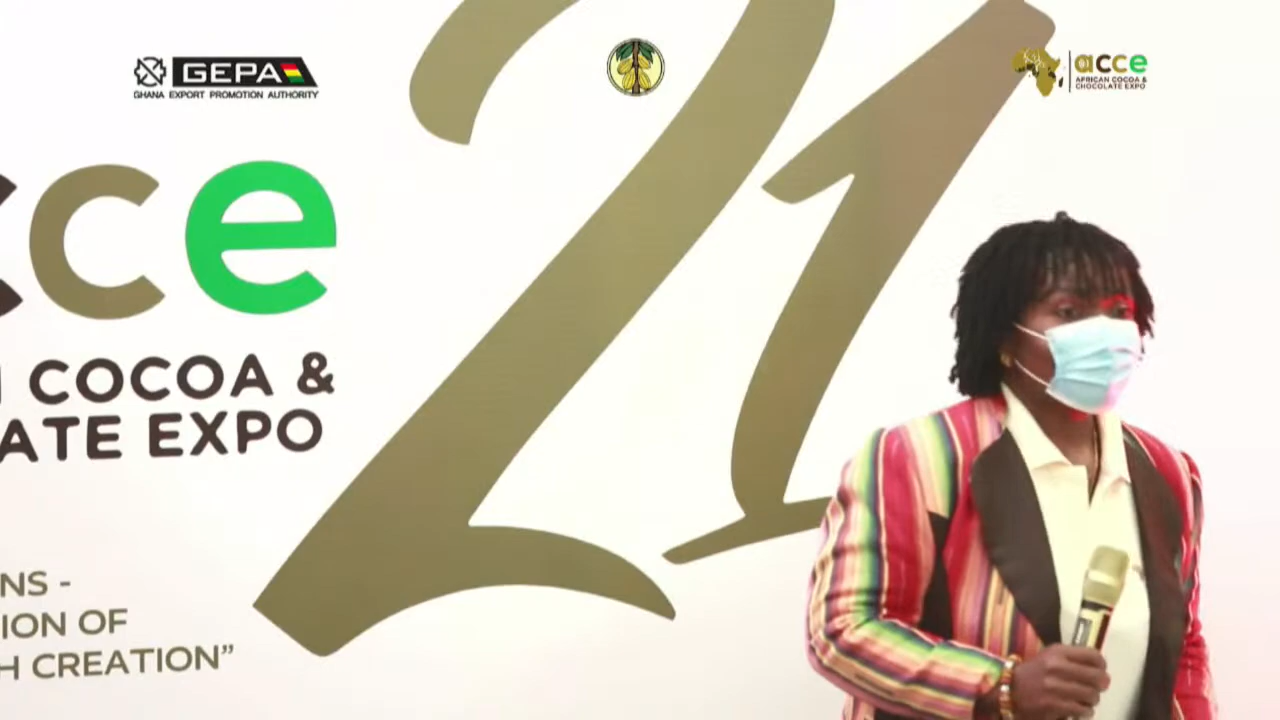 GEPA
GHANA EXPORT PROMOTION AUTHORITY
acce
AFRICAN COCOA &
CHOCOLATE EXPO
21
cce
COCOA &
ATE EXPO
NS -
ION OF
H CREATION”